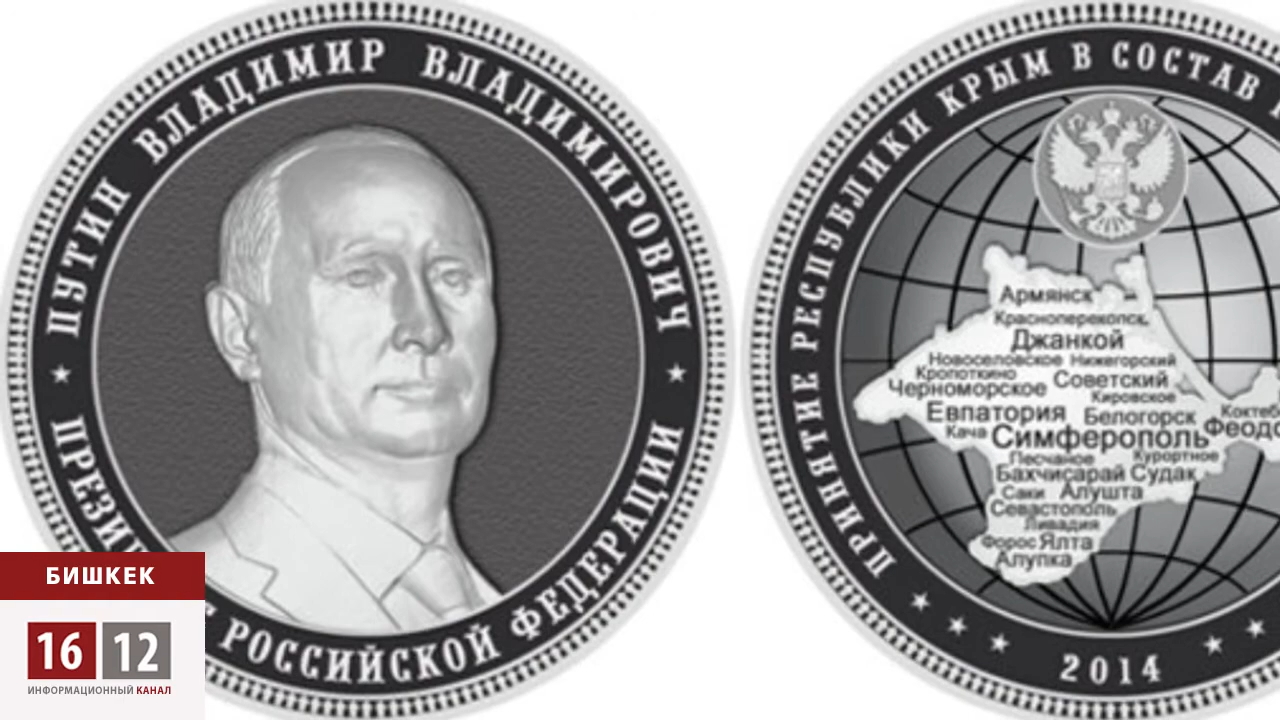 ПУТИН ВЛАДИМИР ВЛАДИМИРОВИЧ
РОССИЙСКОЙ ФЕДЕРАЦИИ
ПРИНЯТИЕ РЕСПУБЛИКИ КРЫМ В СОСТАВ
Армянск
Красноперекопск
Джанкой
Новоселовское Нижегорский
Кропоткино
Черноморское Советский
Кировское
Евпатория Белогорск
Кача Симферополь
Песчаное Курортное
Бахчисарай Судак
Саки Алушта
Севастополь
Ливадия
Форос Ялта
Алупка
2014
БИШКЕК
16 12
ИНФОРМАЦИОННЫЙ КАНАЛ